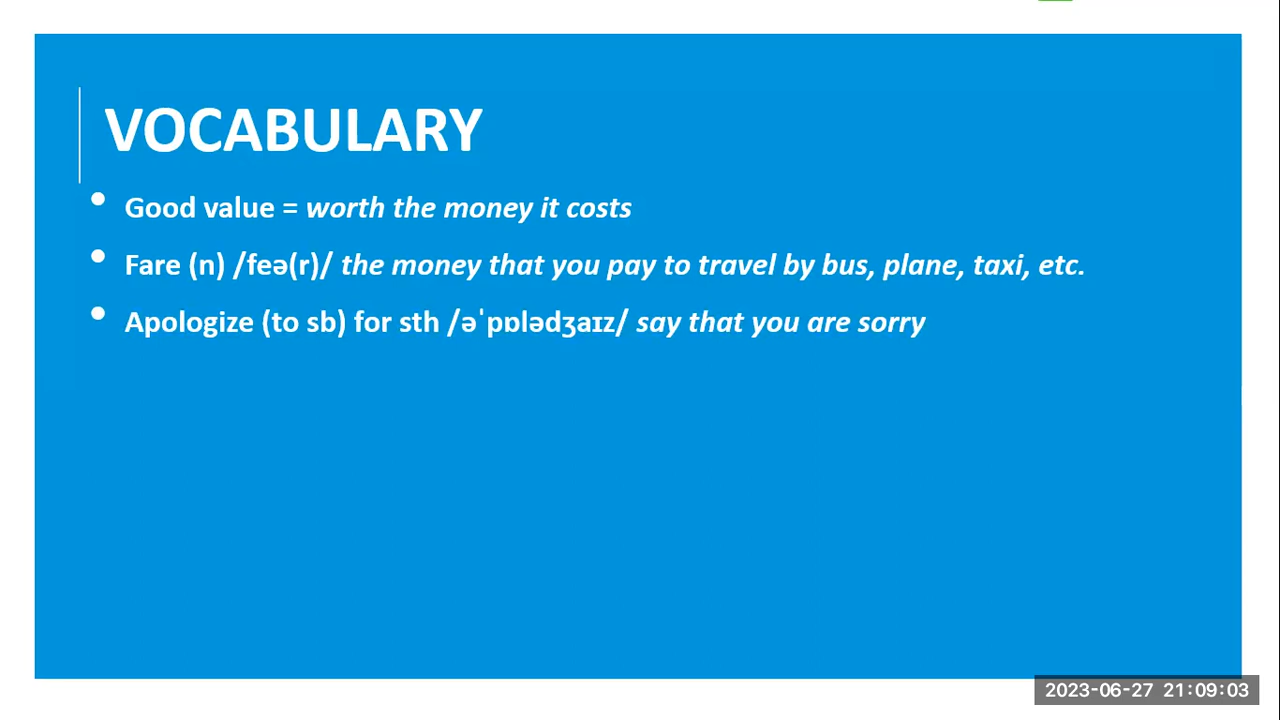 VOCABULARY
• Good value = worth the money it costs
• Fare (n) /feə(r)/ the money that you pay to travel by bus, plane, taxi, etc.
• Apologize (to sb) for sth /əˈpɒlədʒaɪz/ say that you are sorry
2023-06-27 21:09:03